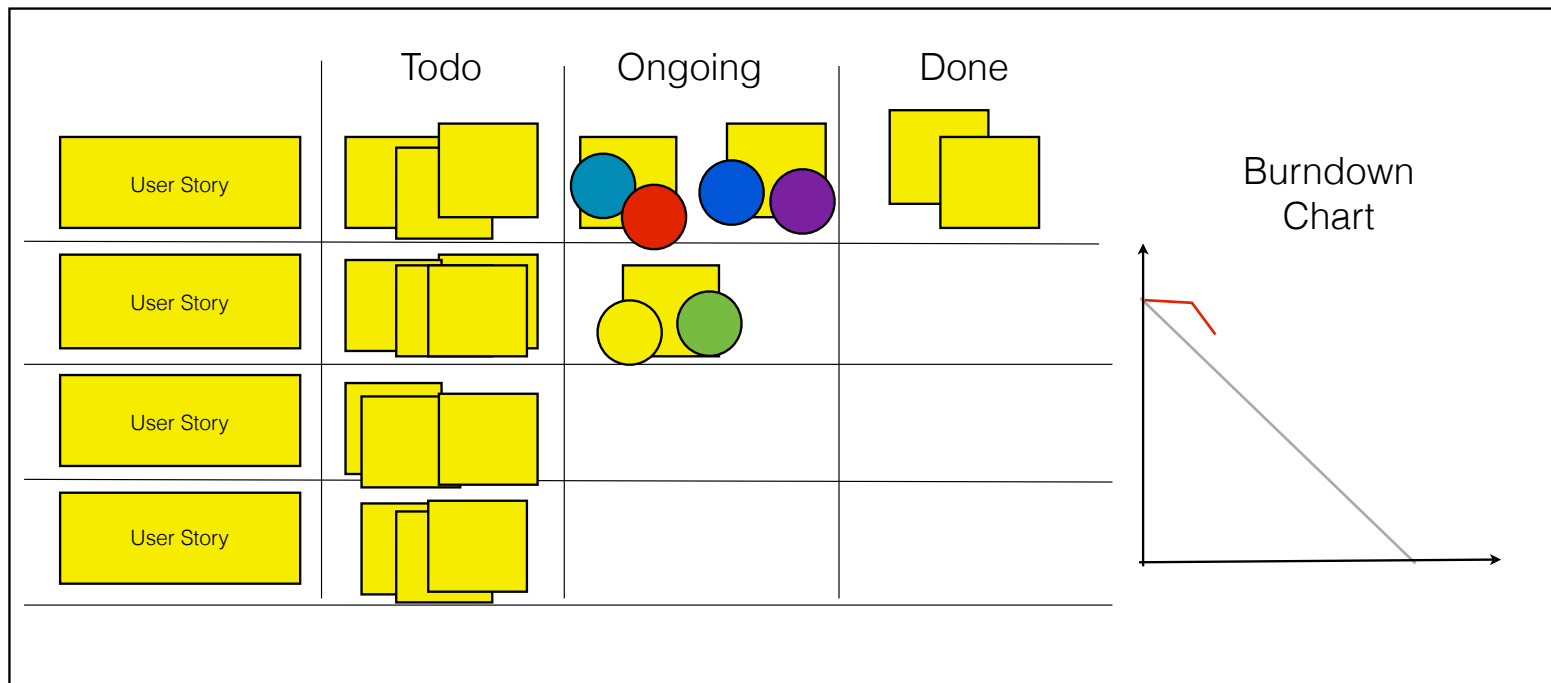 Todo
Ongoing
Done
User Story
User Story
User Story
User Story
Burndown
Chart